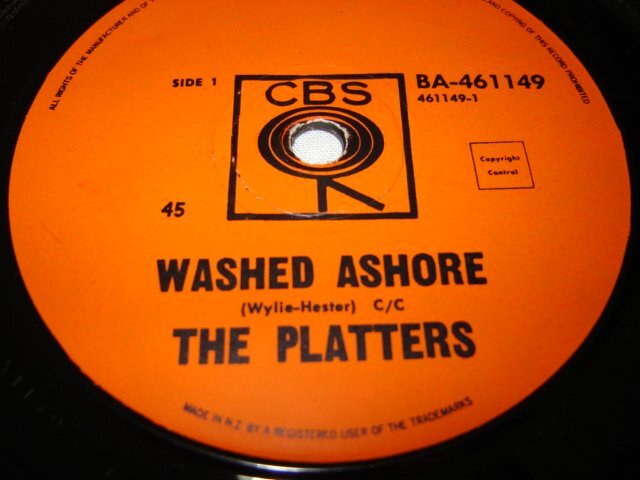 ALL RIGHTS OF THE MANUFACTURER AND OF
AND COPYING OF THIS RECORD PROHIBITED
SIDE 1
CBS
BA-461149
461149-1
Copyright
Control
45
WASHED ASHORE
(Wylie-Hester) C/C
THE PLATTERS
MADE IN N.Z. BY A REGISTERED USER OF THE TRADEMARKS